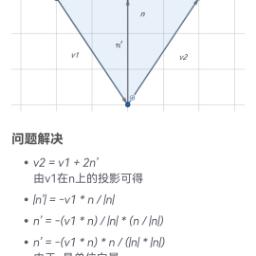 n
n'
v1
v2
问题解决
• v2 = v1 + 2n'
由v1在n上的投影可得
• |n'| = -v1 * n / |n|
• n' = -(v1 * n) / |n| * (n / |n|)
• n' = -(v1 * n) * n / (|n| * |n|)